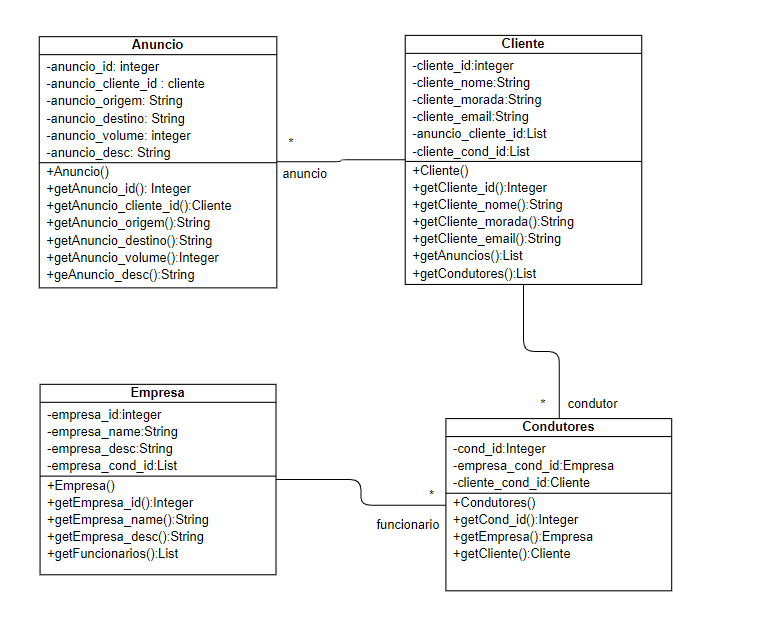 Anuncio
-anuncio_id: integer
-anuncio_cliente_id : cliente
-anuncio_origem: String
-anuncio_destino: String
-anuncio_volume: integer
-anuncio_desc: String
+Anuncio()
+getAnuncio_id(): Integer
+getAnuncio_cliente_id():Cliente
+getAnuncio_origem():String
+getAnuncio_destino():String
+getAnuncio_volume():Integer
+geAnuncio_desc():String
*
anuncio
Cliente
-cliente_id:integer
-cliente_nome:String
-cliente_morada:String
-cliente_email:String
-anuncio_cliente_id:List
-cliente_cond_id:List
+Cliente()
+getCliente_id():Integer
+getCliente_nome():String
+getCliente_morada():String
+getCliente_email():String
+getAnuncios():List
+getCondutores():List
* condutor
Empresa
-empresa_id:integer
-empresa_name:String
-empresa_desc:String
-empresa_cond_id:List
+Empresa()
+getEmpresa_id():Integer
+getEmpresa_name():String
+getEmpresa_desc():String
+getFuncionarios():List
*
funcionario
Condutores
-cond_id:Integer
-empresa_cond_id:Empresa
-cliente_cond_id:Cliente
+Condutores()
+getCond_id():Integer
+getEmpresa():Empresa
+getCliente():Cliente